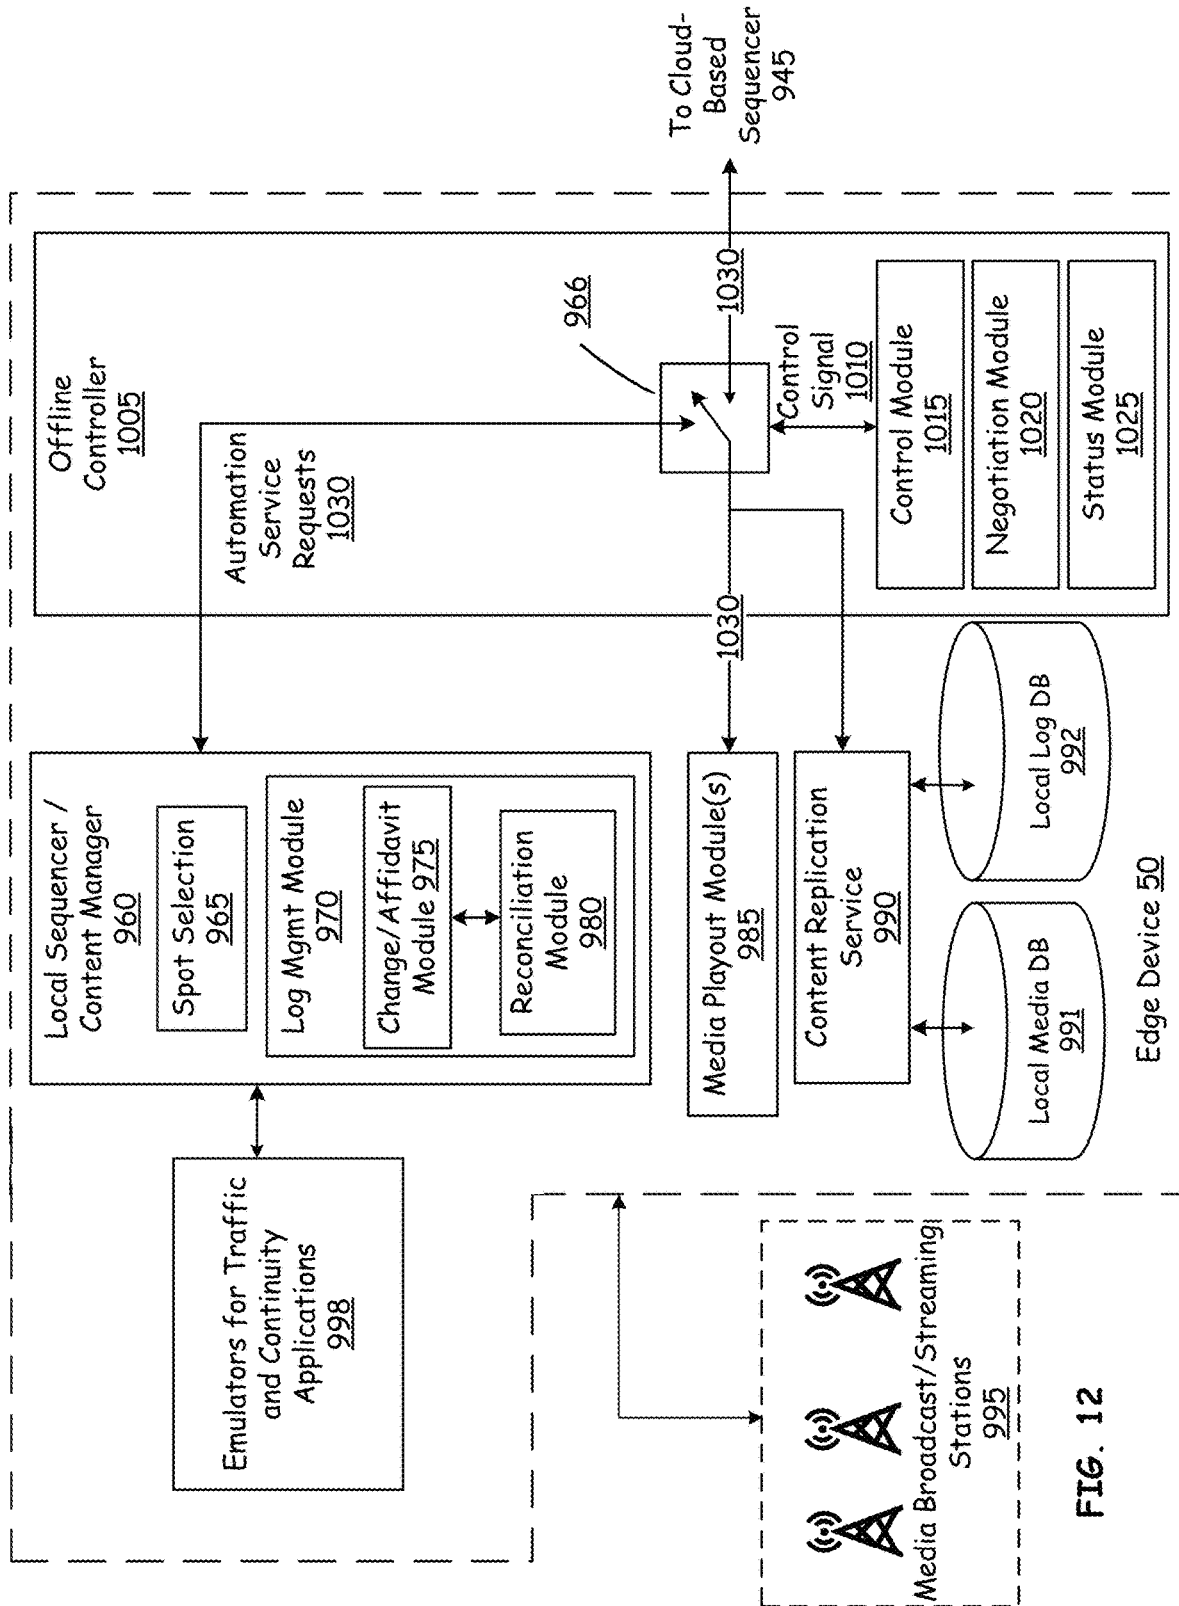 Emulators for Traffic
and Continuity
Applications
998
Local Sequencer /
Content Manager
960
Spot Selection
965
Log Mgmt Module
970
Change/Affidavit
Module 975
Reconciliation
Module
980
Offline
Controller
1005
Automation
Service
Requests
1030
966
1030
1030
To Cloud-
Based
Sequencer
945
Control
Signal
1010
Control Module
1015
Negotiation Module
1020
Status Module
1025
Media Playout Module(s)
985
Content Replication
Service
990
Local Media DB
991
Local Log DB
992
Edge Device 50
Media Broadcast/Streaming
Stations
995
FIG. 12